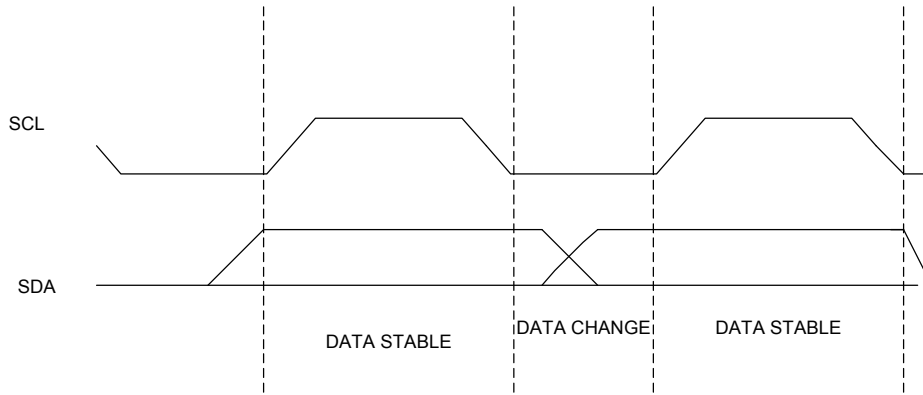 SCL
SDA
DATA STABLE
DATA CHANGE
DATA STABLE